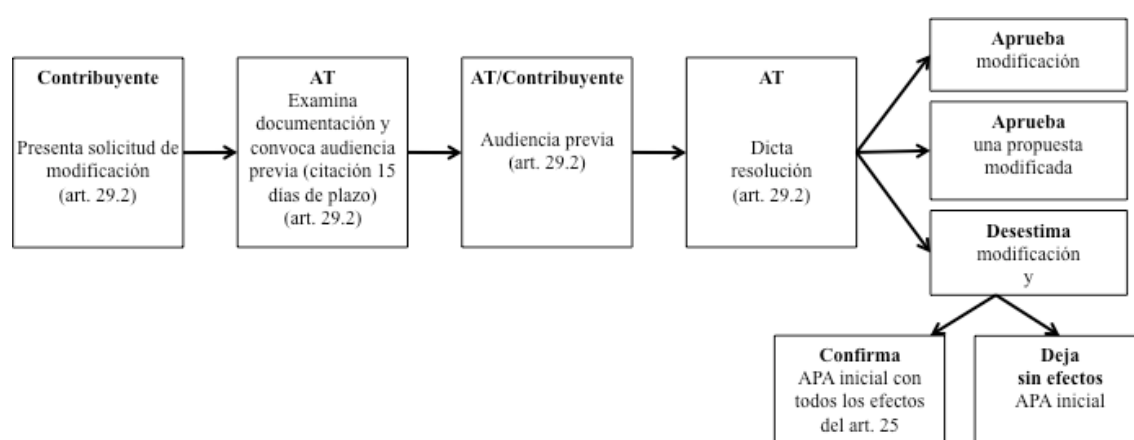 Contribuyente
Presenta solicitud de
modificación
(art. 29.2)
AT
Examina
documentación y
convoca audiencia
previa (citación 15
días de plazo)
(art. 29.2)
AT/Contribuyente
Audiencia previa
(art. 29.2)
AT
Dicta
resolución
(art. 29.2)
Aprueba
modificación
Aprueba
una propuesta
modificada
Desestima
modificación
y
Confirma
APA inicial con
todos los efectos
del art. 25
Deja
sin efectos
APA inicial